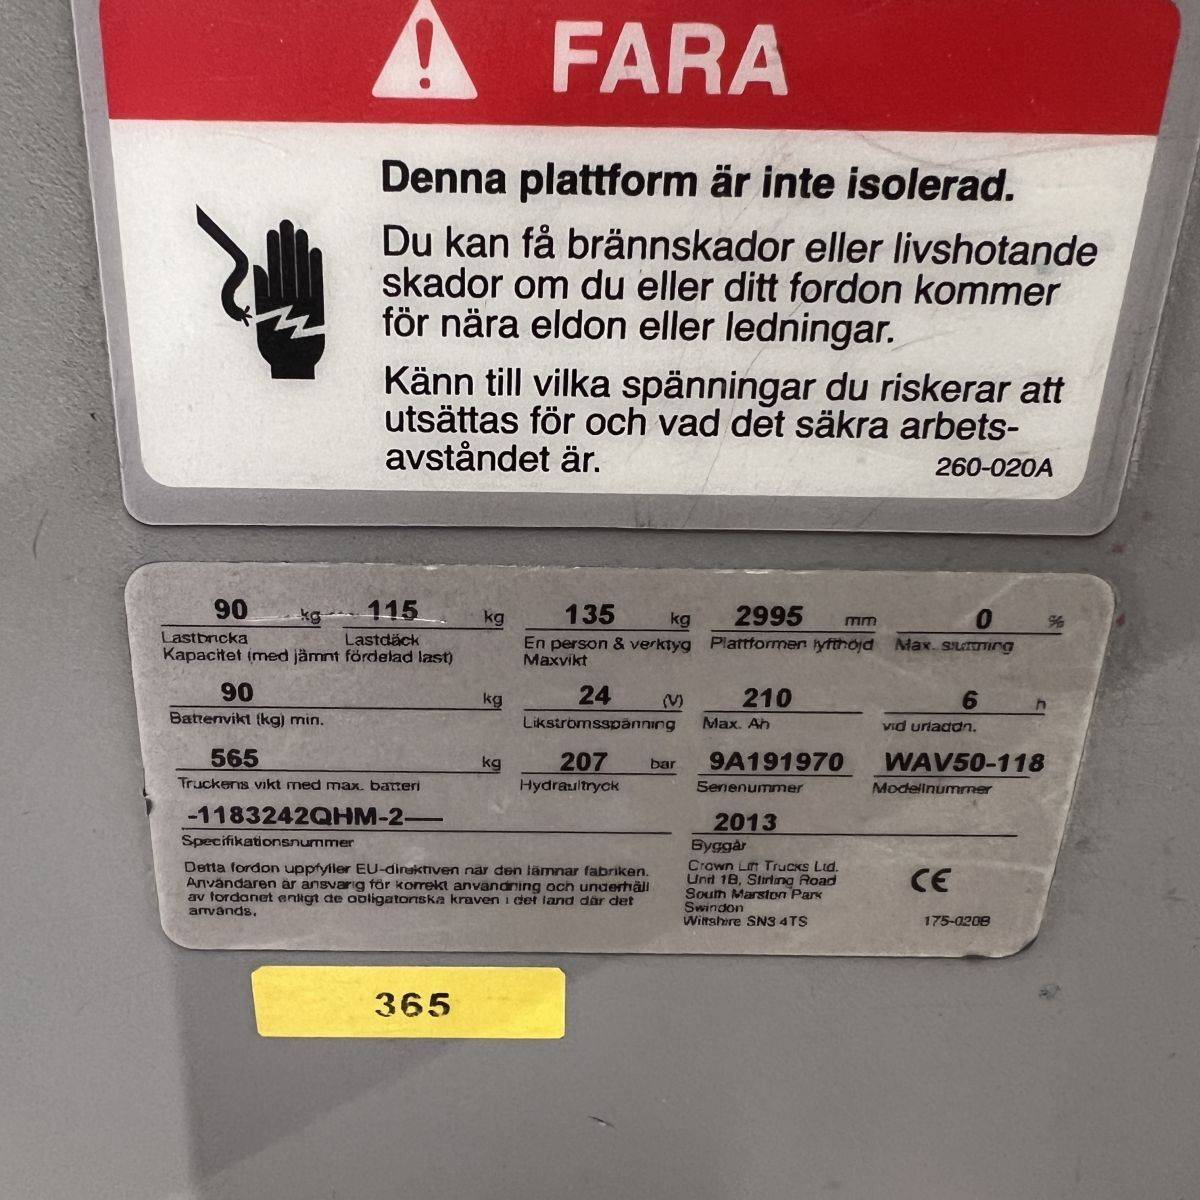 FARA
Denna plattform är inte isolerad.
Du kan få brännskador eller livshotande
skador om du eller ditt fordon kommer
för nära eldon eller ledningar.
Känn till vilka spänningar du riskerar att
utsättas för och vad det säkra arbets-
avståndet är.
260-020A
90 kg 115 kg 135 kg 2995 mm 0 %
Lastbricka Lastdäck En person & verktyg Plattformen lyfthöjd Max. sluttning
Kapacitet (med jämnt fördelad last) Maxvikt
90 kg 24 (V) 210 6 h
Batterivikt (kg) min. Likströmsspänning Max. Ah vid urladdn.
565 kg 207 bar 9A191970 WAV50-118
Truckens vikt med max. batteri Hydraultryck Serienummer Modellnummer
-1183242QHM-2— 2013
Specifikationsnummer Byggår
Detta fordon uppfyller EU-direktiven när den lämnar fabriken.
Användaren är ansvarig för korrekt användning och underhåll
av fordonet enligt de obligatoriska kraven i det land där det
används.
Crown Lift Trucks Ltd.
Unit 1B, Stirling Road
South Marston Park
Swindon
Wiltshire SN3 4TS
CE
175-020B
365